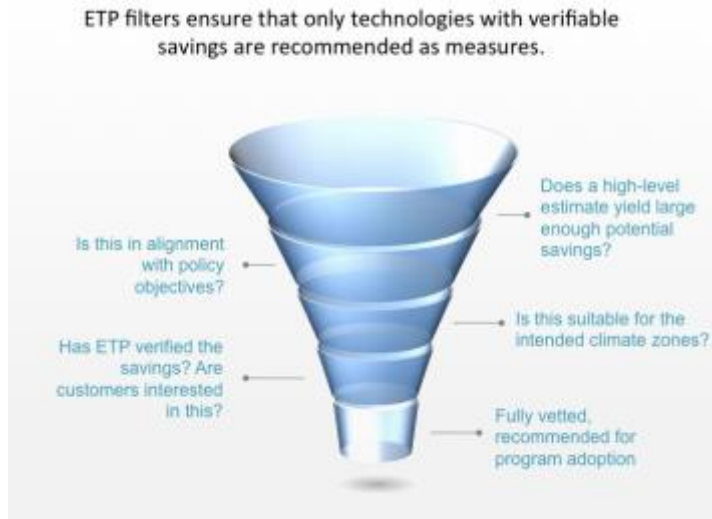 ETP filters ensure that only technologies with verifiable
savings are recommended as measures.
Does a high-level
estimate yield large
enough potential
savings?
Is this in alignment
with policy
objectives?
Is this suitable for the
intended climate zones?
Has ETP verified the
savings? Are
customers interested
in this?
Fully vetted,
recommended for
program adoption